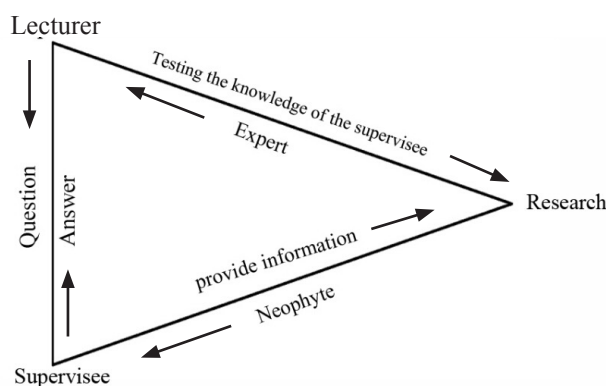 Lecturer
Testing the knowledge of the supervisee
Expert
Question
Answer
Research
provide information
Neophyte
Supervisee